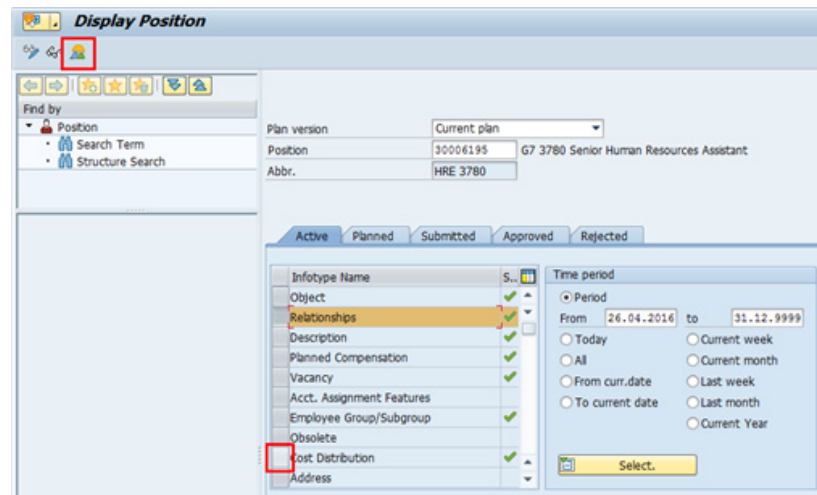 Display Position
Find by
Position
Search Term
Structure Search
Plan version Current plan
Position 30006195 G7 3780 Senior Human Resources Assistant
Abbr. HRE 3780
Active Planned Submitted Approved Rejected
Infotype Name S..
Object
Relationships
Description
Planned Compensation
Vacancy
Acct. Assignment Features
Employee Group/Subgroup
Obsolete
Cost Distribution
Address
Time period
Period
From 26.04.2016 to 31.12.9999
Today Current week
All Current month
From curr.date Last week
To current date Last month
Current Year
Select.